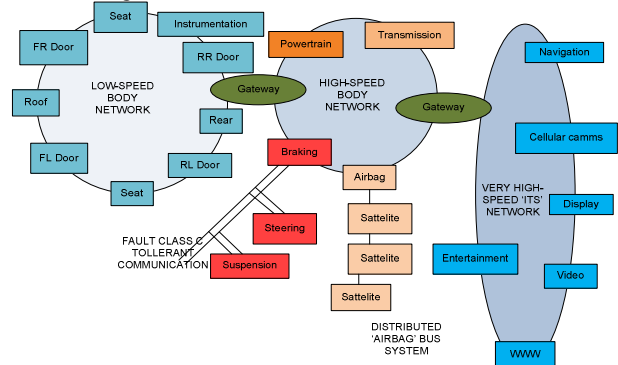 Seat
Instrumentation
FR Door
RR Door
Roof
LOW-SPEED
BODY
NETWORK
Rear
FL Door
RL Door
Seat
Gateway
Powertrain
Transmission
HIGH-SPEED
BODY
NETWORK
Gateway
Braking
Airbag
Sattelite
Steering
Sattelite
Suspension
Sattelite
FAULT CLASS C
TOLLERANT
COMMUNICATION
DISTRIBUTED
'AIRBAG' BUS
SYSTEM
Navigation
Cellular camms
VERY HIGH-
SPEED 'ITS'
NETWORK
Display
Entertainment
Video
WWW